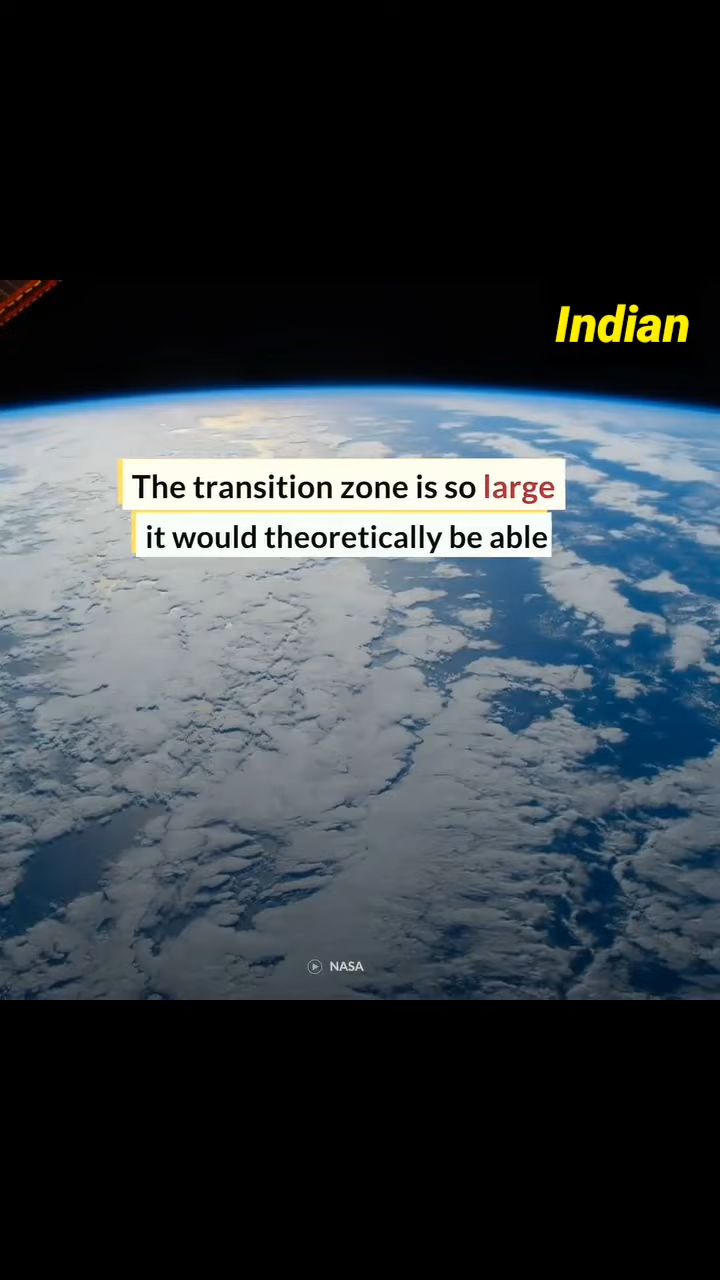 Indian
The transition zone is so large
it would theoretically be able
NASA